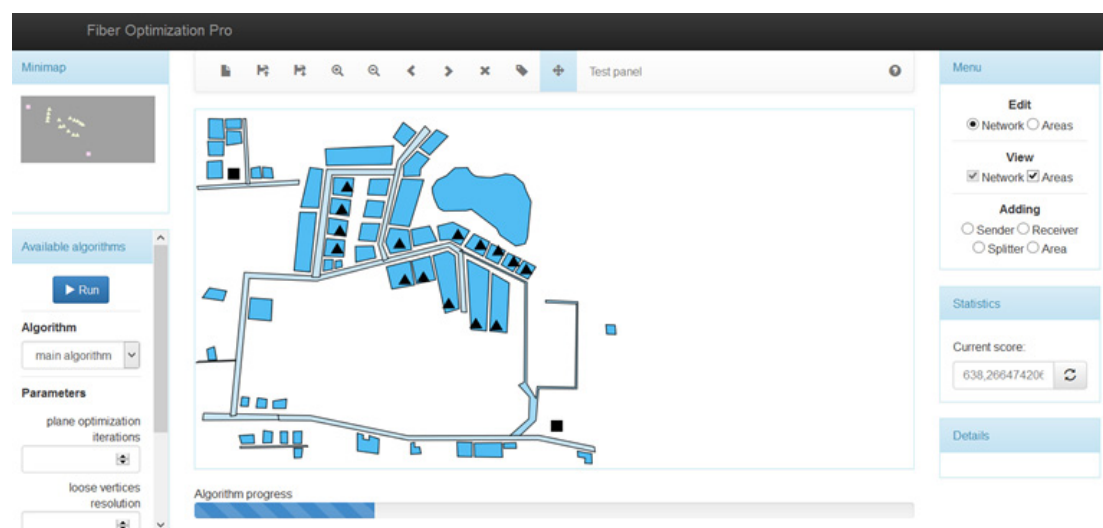 Fiber Optimization Pro
Minimap
Test panel
Menu
Edit
Network Areas
View
Network Areas
Adding
Sender Receiver
Splitter Area
Available algorithms
Run
Algorithm
main algorithm
Parameters
plane optimization
iterations
loose vertices
resolution
Statistics
Current score:
638,26647420
Details
Algorithm progress